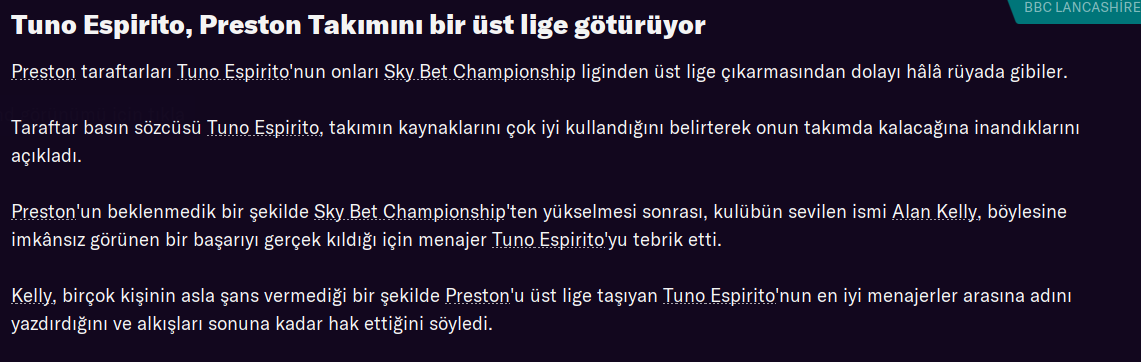 BBC LANCASHİRE
Tuno Espirito, Preston Takımını bir üst lige götürüyor
Preston taraftarları Tuno Espirito'nun onları Sky Bet Championship liginden üst lige çıkarmasından dolayı hâlâ rüyada gibiler.
Taraftar basın sözcüsü Tuno Espirito, takımın kaynaklarını çok iyi kullandığını belirterek onun takımda kalacağına inandıklarını
açıkladı.
Preston'un beklenmedik bir şekilde Sky Bet Championship'ten yükselmesi sonrası, kulübün sevilen ismi Alan Kelly, böylesine
imkânsız görünen bir başarıyı gerçek kıldığı için menajer Tuno Espirito'yu tebrik etti.
Kelly, birçok kişinin asla şans vermediği bir şekilde Preston'u üst lige taşıyan Tuno Espirito'nun en iyi menajerler arasına adını
yazdırdığını ve alkışları sonuna kadar hak ettiğini söyledi.